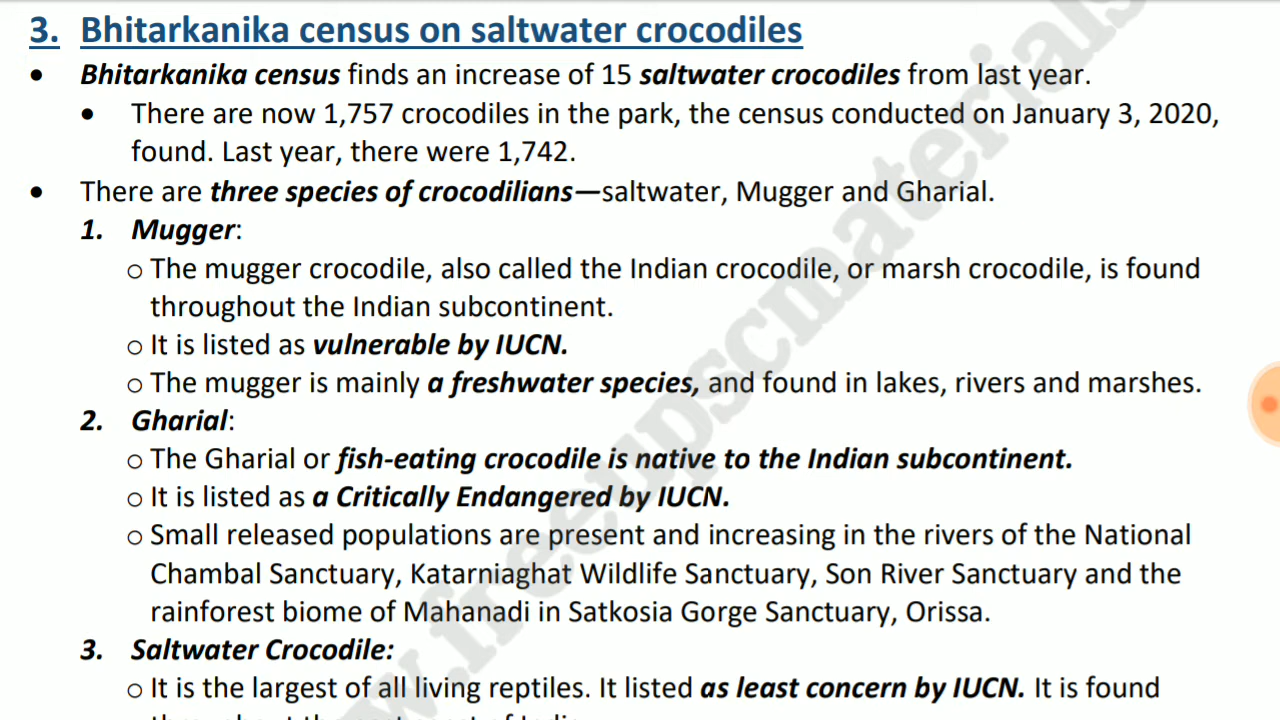 3. Bhitarkanika census on saltwater crocodiles
• Bhitarkanika census finds an increase of 15 saltwater crocodiles from last year.
• There are now 1,757 crocodiles in the park, the census conducted on January 3, 2020,
found. Last year, there were 1,742.
• There are three species of crocodilians—saltwater, Mugger and Gharial.
1. Mugger:
o The mugger crocodile, also called the Indian crocodile, or marsh crocodile, is found
throughout the Indian subcontinent.
o It is listed as vulnerable by IUCN.
o The mugger is mainly a freshwater species, and found in lakes, rivers and marshes.
2. Gharial:
o The Gharial or fish-eating crocodile is native to the Indian subcontinent.
o It is listed as a Critically Endangered by IUCN.
o Small released populations are present and increasing in the rivers of the National
Chambal Sanctuary, Katarniaghat Wildlife Sanctuary, Son River Sanctuary and the
rainforest biome of Mahanadi in Satkosia Gorge Sanctuary, Orissa.
3. Saltwater Crocodile:
o It is the largest of all living reptiles. It listed as least concern by IUCN. It is found
w.freeupscmaterials